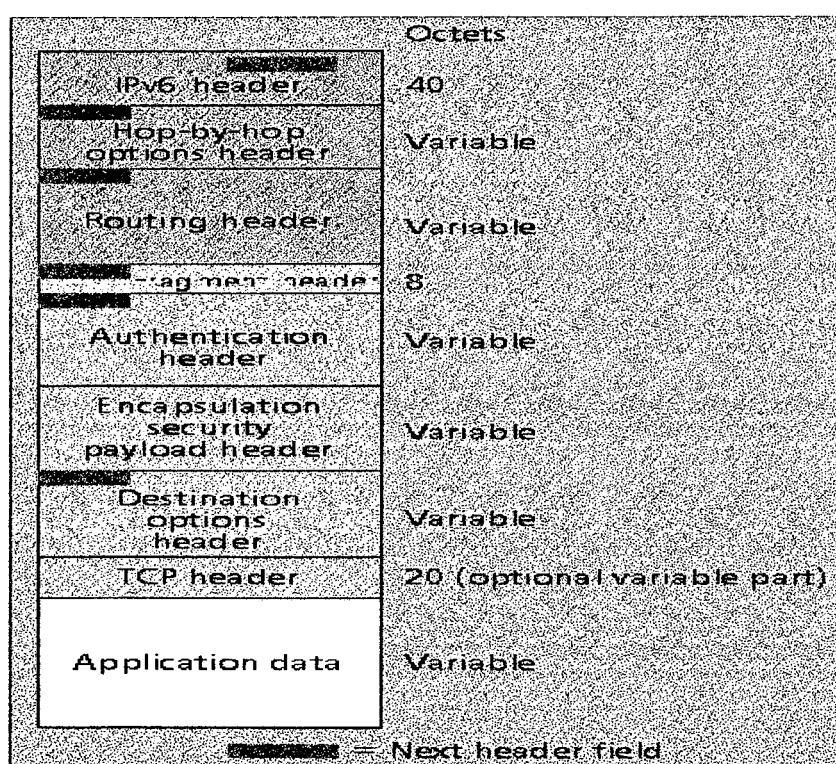 Octets
IPv6 header
40
Hop-by-hop
options header
Variable
Routing header
Variable
Fragment header
8
Authentication
header
Variable
Encapsulation
security
payload header
Variable
Destination
options
header
Variable
TCP header
20 (optional variable part)
Application data
Variable
= Next header field